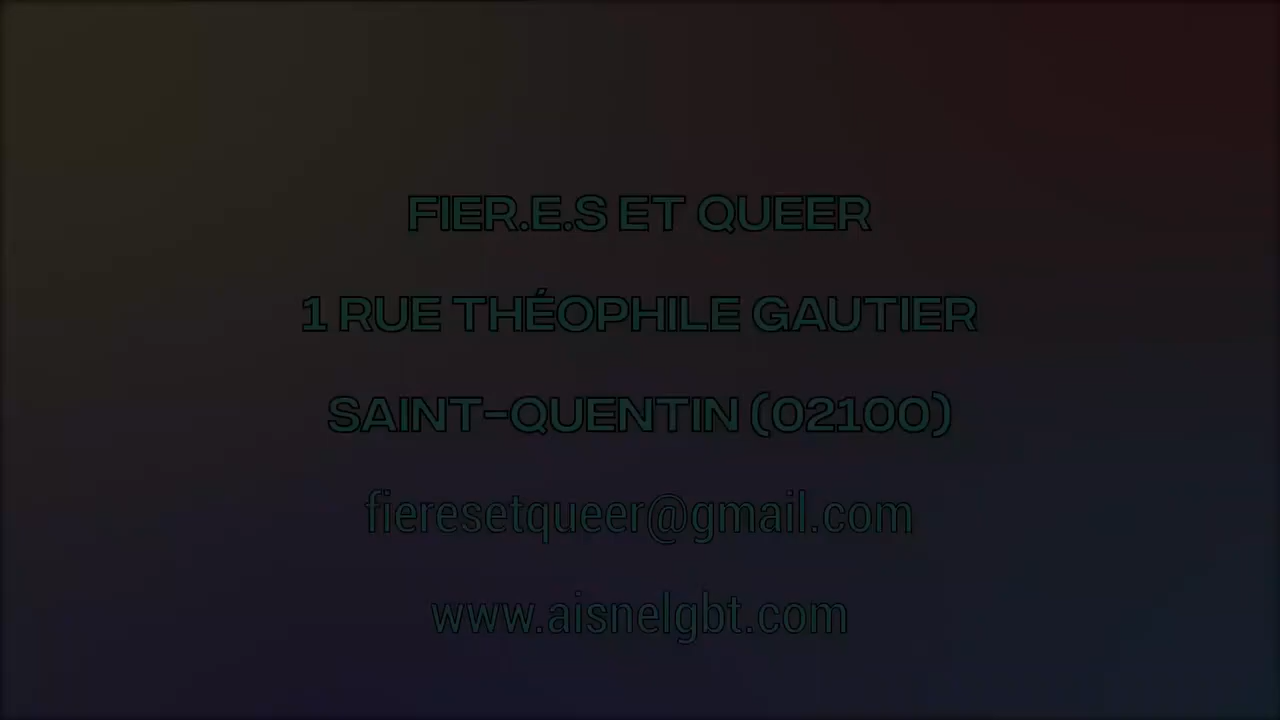 FIER.E.S ET QUEER
1 RUE THÉOPHILE GAUTIER
SAINT-QUENTIN (02100)
fieresetqueer@gmail.com
www.aisnelgbt.com